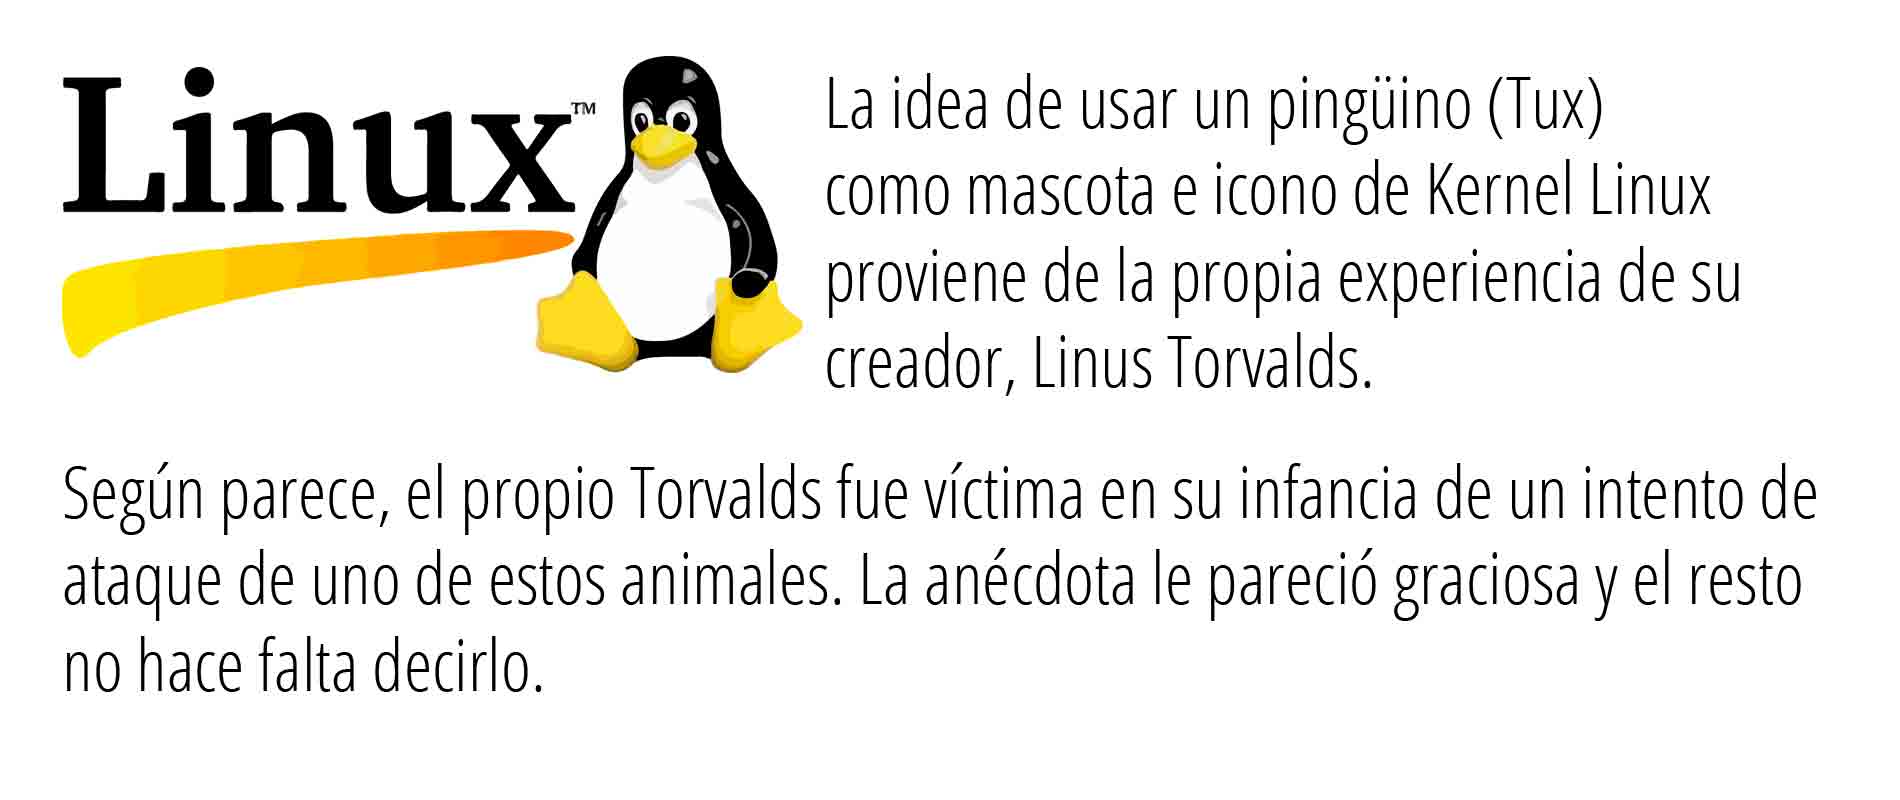 Linux™
La idea de usar un pingüino (Tux)
como mascota e icono de Kernel Linux
proviene de la propia experiencia de su
creador, Linus Torvalds.
Según parece, el propio Torvalds fue víctima en su infancia de un intento de
ataque de uno de estos animales. La anécdota le pareció graciosa y el resto
no hace falta decirlo.